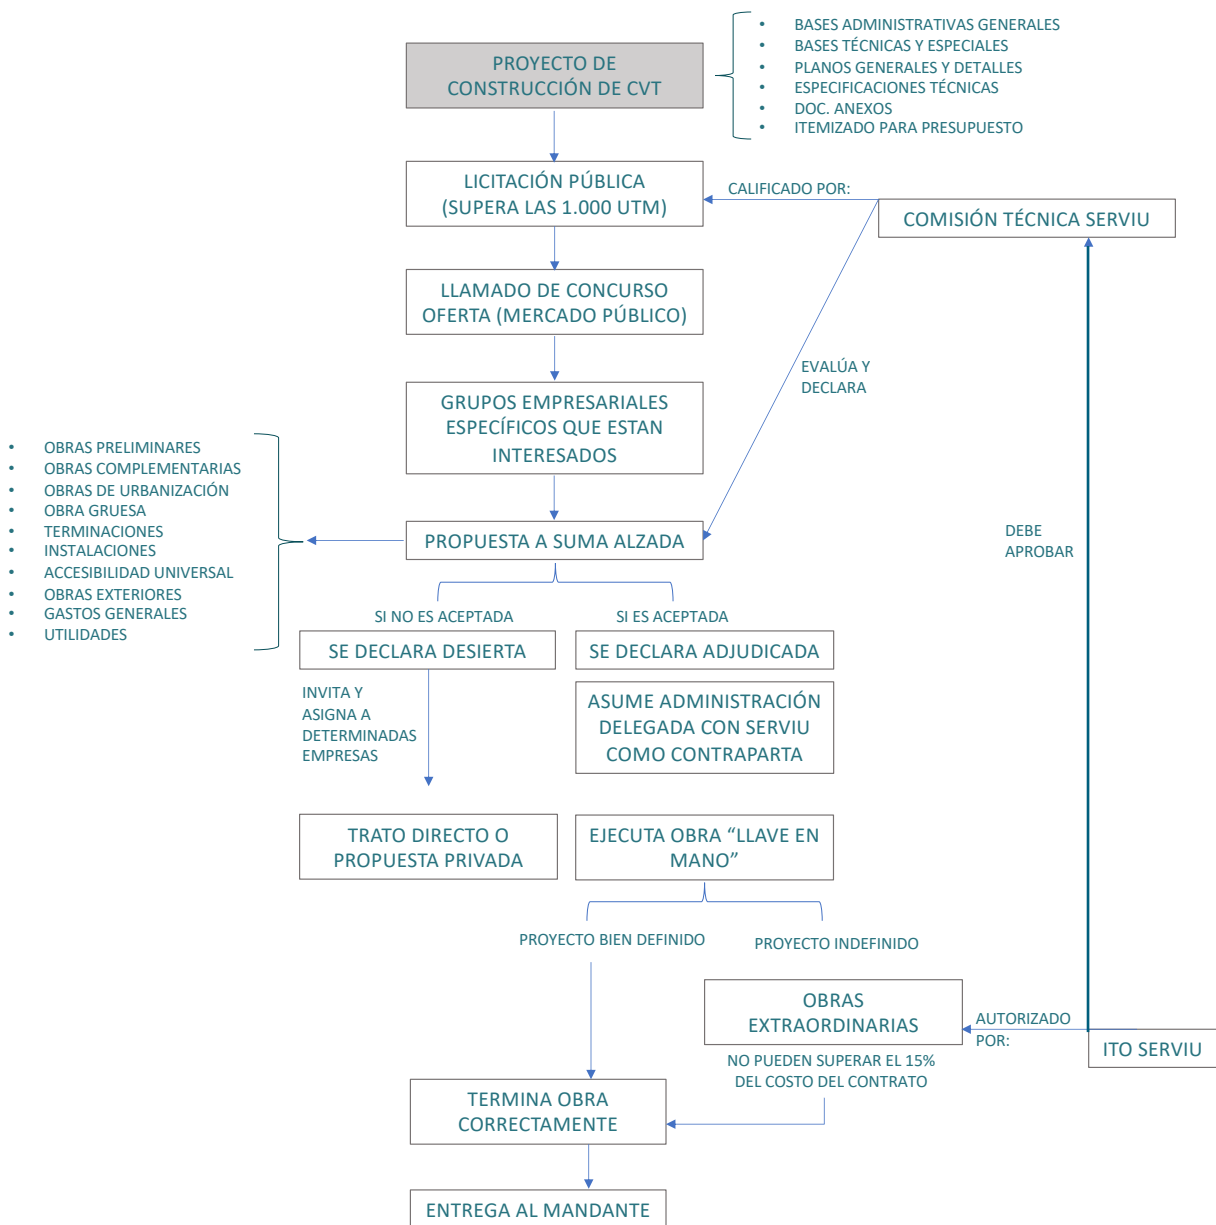 PROYECTO DE
CONSTRUCCIÓN DE CVT
• BASES ADMINISTRATIVAS GENERALES
• BASES TÉCNICAS Y ESPECIALES
• PLANOS GENERALES Y DETALLES
• ESPECIFICACIONES TÉCNICAS
• DOC. ANEXOS
• ITEMIZADO PARA PRESUPUESTO
LICITACIÓN PÚBLICA
(SUPERA LAS 1.000 UTM)
CALIFICADO POR:
COMISIÓN TÉCNICA SERVIU
LLAMADO DE CONCURSO
OFERTA (MERCADO PÚBLICO)
EVALÚA Y
DECLARA
GRUPOS EMPRESARIALES
ESPECÍFICOS QUE ESTAN
INTERESADOS
• OBRAS PRELIMINARES
• OBRAS COMPLEMENTARIAS
• OBRAS DE URBANIZACIÓN
• OBRA GRUESA
• TERMINACIONES
• INSTALACIONES
• ACCESIBILIDAD UNIVERSAL
• OBRAS EXTERIORES
• GASTOS GENERALES
• UTILIDADES
PROPUESTA A SUMA ALZADA
DEBE
APROBAR
SI NO ES ACEPTADA
SI ES ACEPTADA
SE DECLARA DESIERTA
SE DECLARA ADJUDICADA
INVITA Y
ASIGNA A
DETERMINADAS
EMPRESAS
ASUME ADMINISTRACIÓN
DELEGADA CON SERVIU
COMO CONTRAPARTA
TRATO DIRECTO O
PROPUESTA PRIVADA
EJECUTA OBRA “LLAVE EN
MANO”
PROYECTO BIEN DEFINIDO
PROYECTO INDEFINIDO
OBRAS
EXTRAORDINARIAS
AUTORIZADO
POR:
ITO SERVIU
NO PUEDEN SUPERAR EL 15%
DEL COSTO DEL CONTRATO
TERMINA OBRA
CORRECTAMENTE
ENTREGA AL MANDANTE